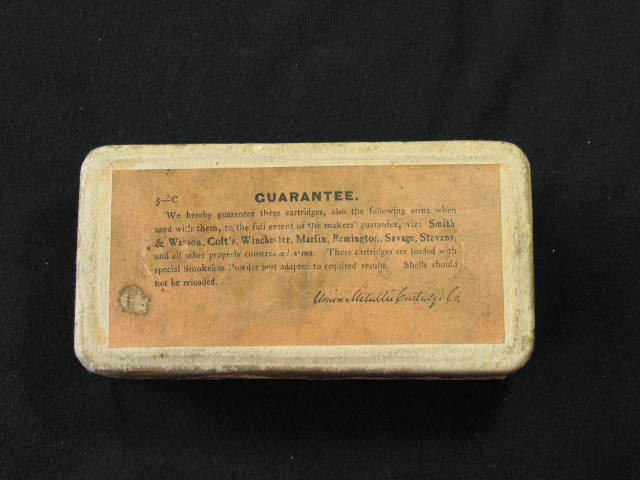 5—C
GUARANTEE.
We hereby guarantee these cartridges, also the following arms when
used with them, to the full extent of the makers' guarantee, viz: Smith
& Wesson, Colt's, Winchester, Marlin, Remington, Savage, Stevens,
and all other properly constructed arms. These cartridges are loaded with
special Smokeless Powder best adapted to required results. Shells should
not be reloaded.
Union Metallic Cartridge Co.